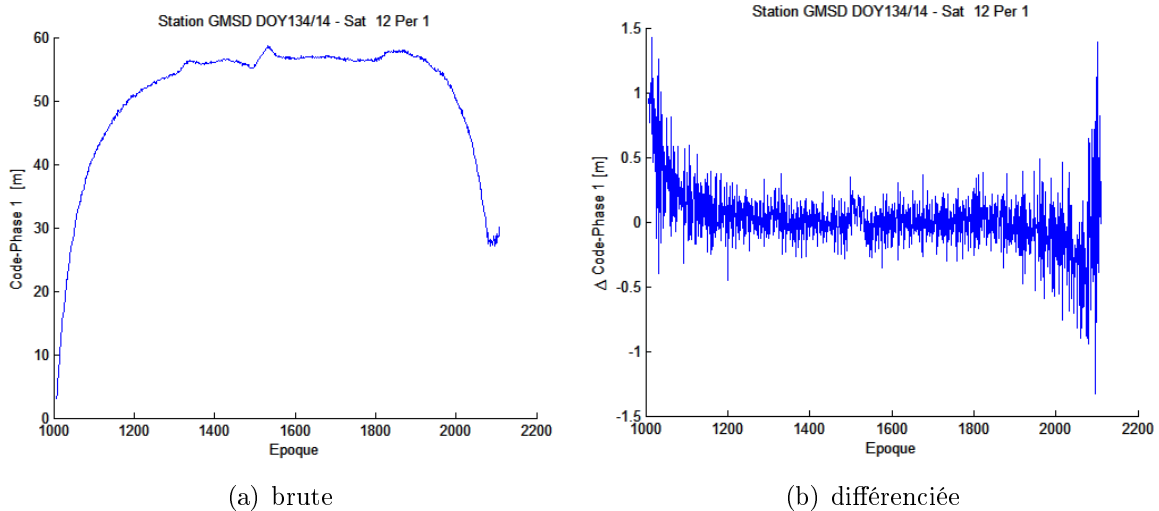 Station GMSD DOY134/14 - Sat 12 Per 1
60
50
40
30
20
10
0
Code-Phase 1 [m]
1000 1200 1400 1600 1800 2000 2200
Epoque
(a) brute
Station GMSD DOY134/14 - Sat 12 Per 1
1.5
1
0.5
0
-0.5
-1
-1.5
Δ Code-Phase 1 [m]
1000 1200 1400 1600 1800 2000 2200
Epoque
(b) différenciée